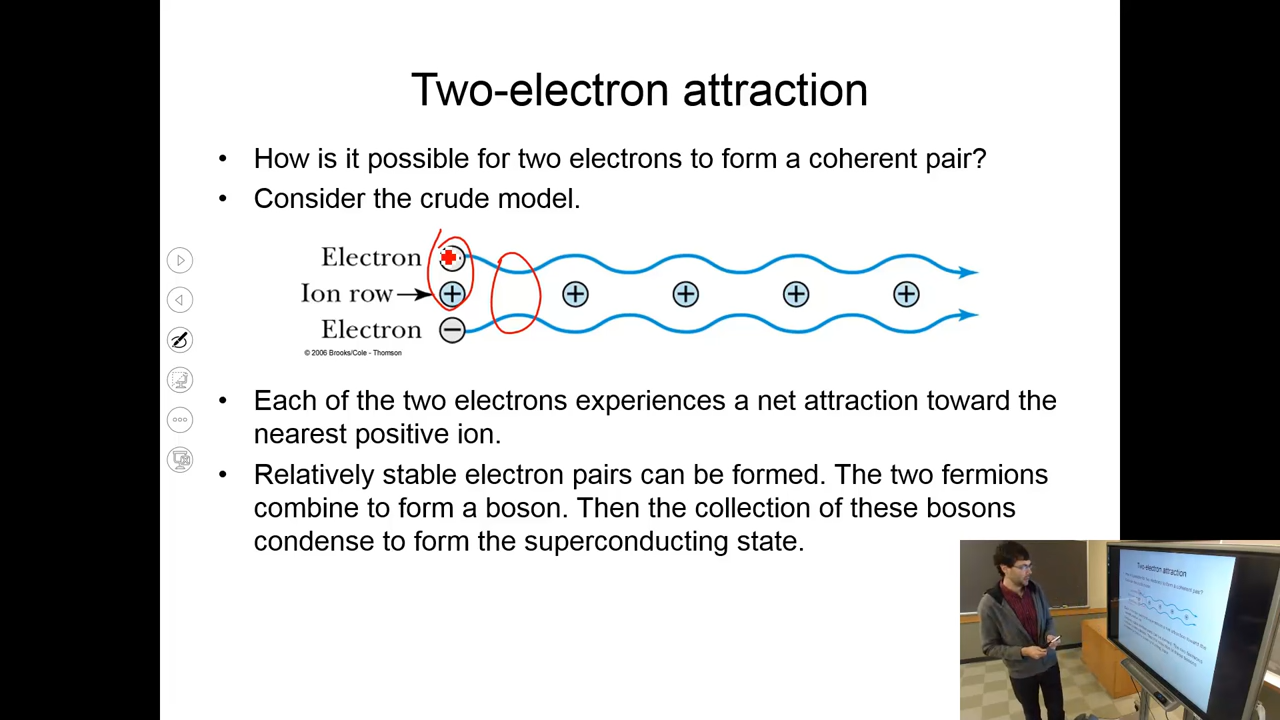 Two-electron attraction
• How is it possible for two electrons to form a coherent pair?
• Consider the crude model.
Electron
Ion row
Electron
© 2006 Brooks/Cole - Thomson
• Each of the two electrons experiences a net attraction toward the
nearest positive ion.
• Relatively stable electron pairs can be formed. The two fermions
combine to form a boson. Then the collection of these bosons
condense to form the superconducting state.
Two-electron attraction